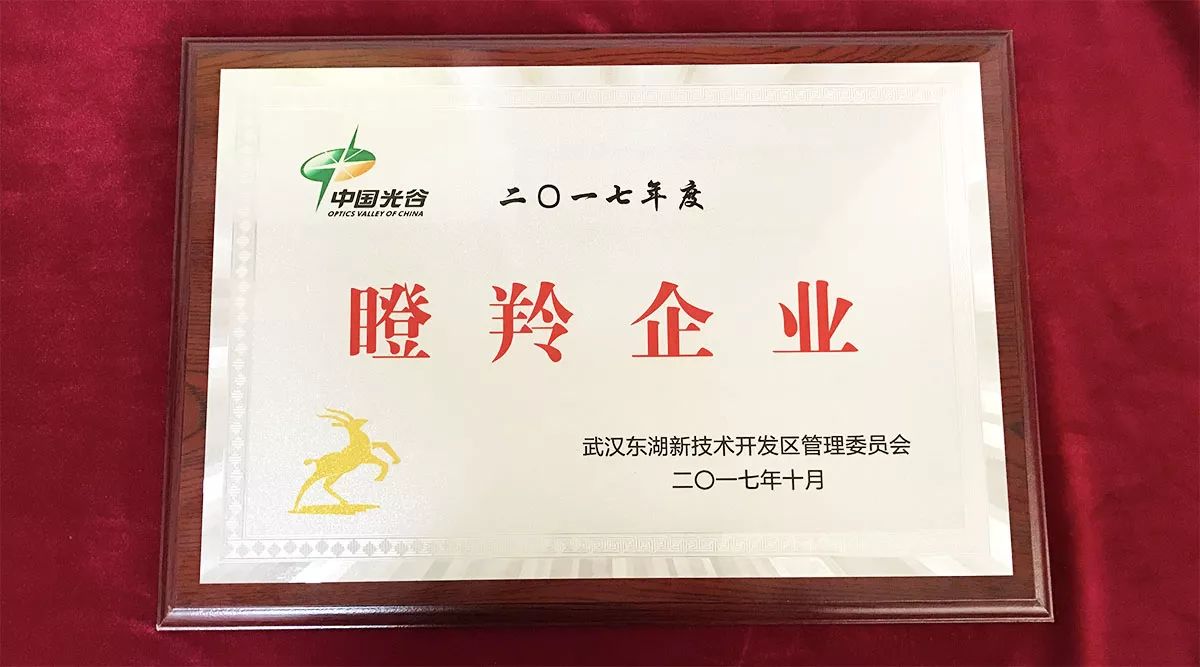 中国光谷
OPTICS VALLEY OF CHINA
二〇一七年度
瞪羚企业
武汉东湖新技术开发区管理委员会
二〇一七年十月